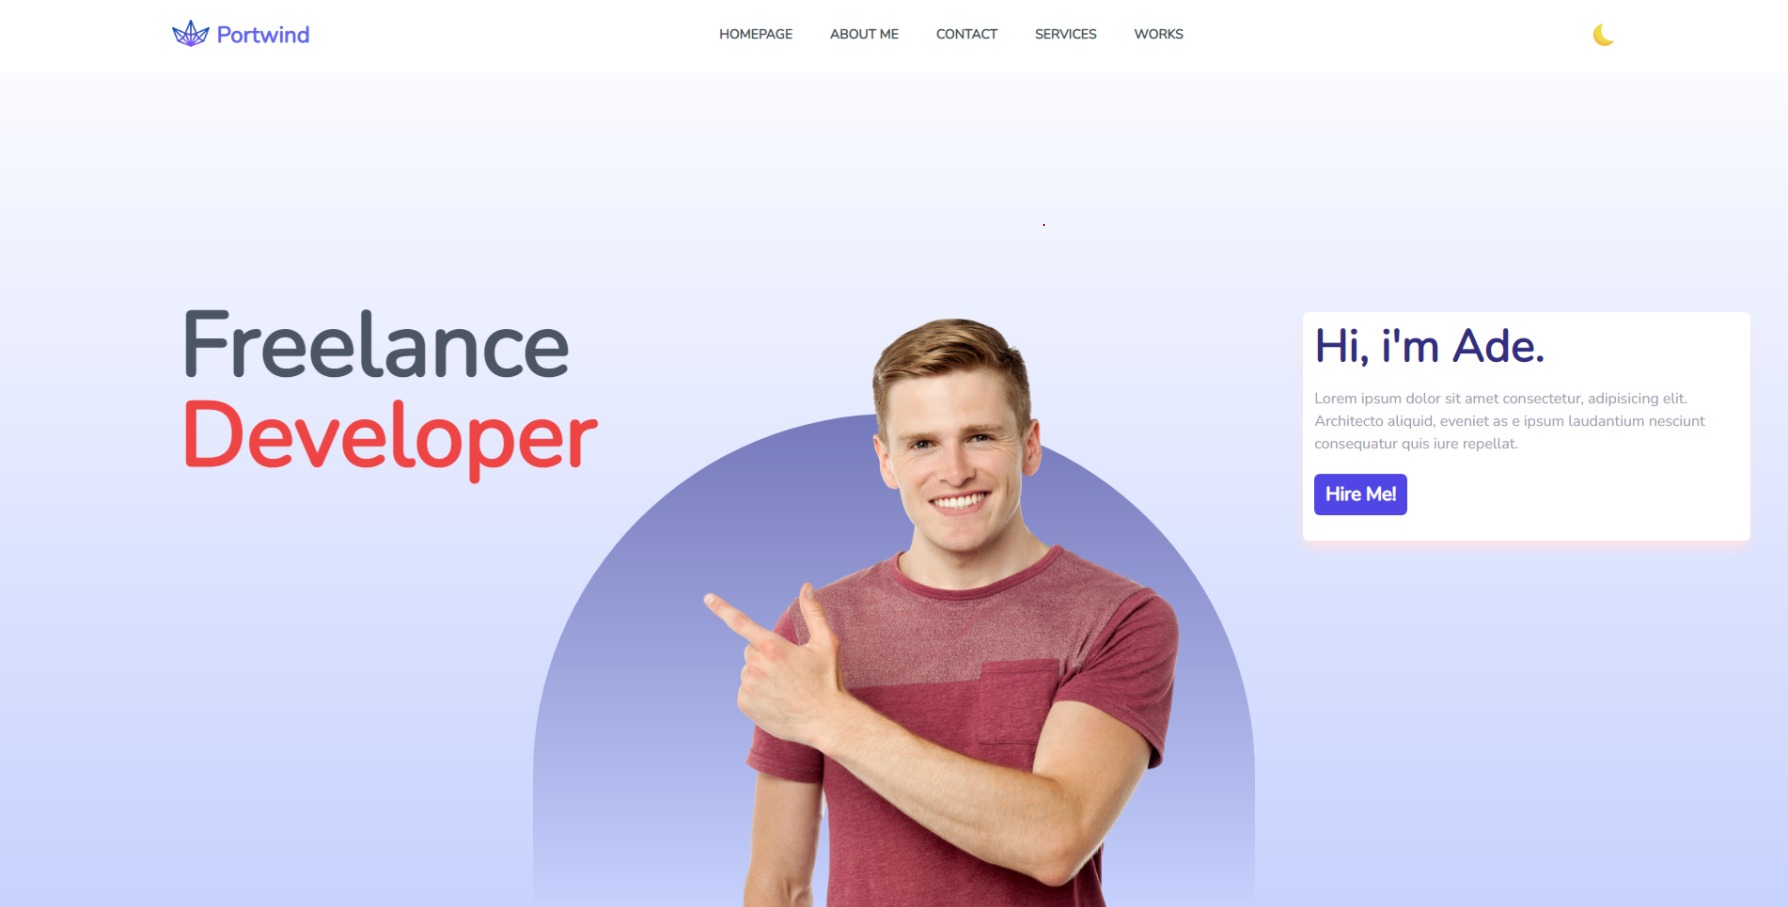 Portwind
HOMEPAGE
ABOUT ME
CONTACT
SERVICES
WORKS
Freelance
Developer
Hi, i'm Ade.
Lorem ipsum dolor sit amet consectetur, adipisicing elit.
Architecto aliquid, eveniet as e ipsum laudantium nesciunt
consequatur quis iure repellat.
Hire Me!